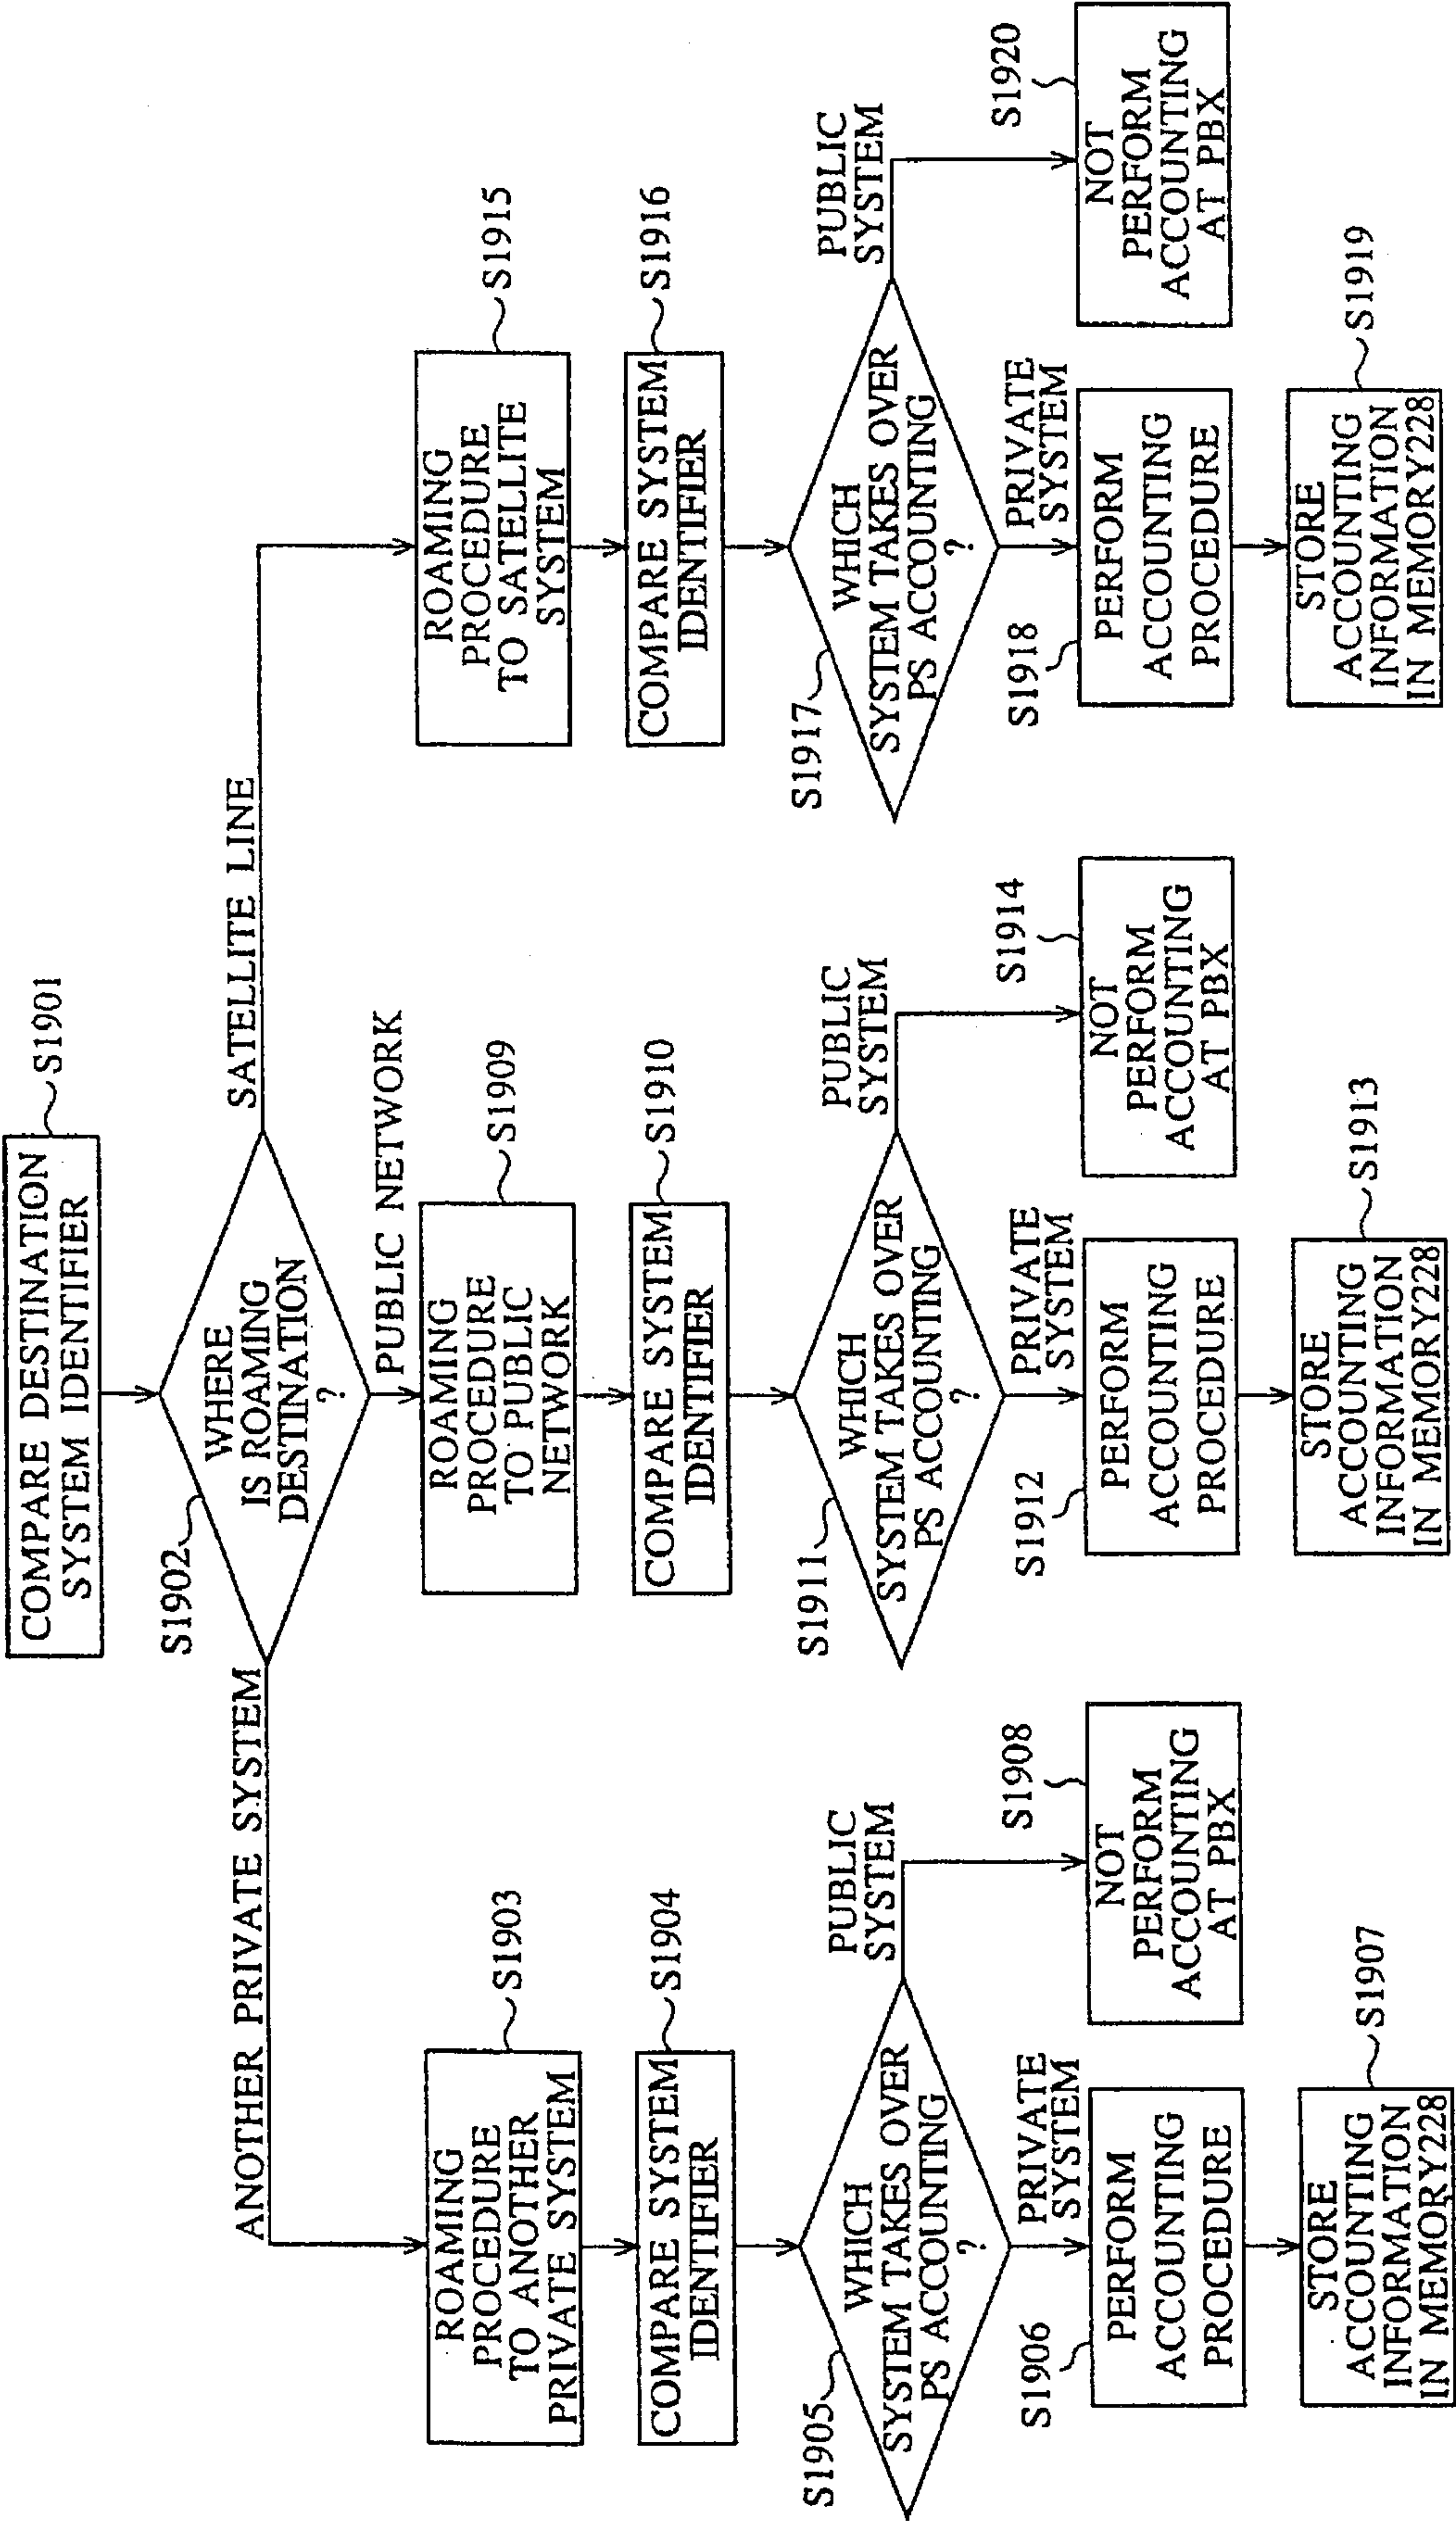 COMPARE DESTINATION
SYSTEM IDENTIFIER
S1901
S1902
WHERE
IS ROAMING
DESTINATION
?
ANOTHER PRIVATE SYSTEM
PUBLIC NETWORK
SATELLITE LINE
ROAMING
PROCEDURE
TO ANOTHER
PRIVATE SYSTEM
S1903
COMPARE SYSTEM
IDENTIFIER
S1904
S1905
WHICH
SYSTEM TAKES OVER
PS ACCOUNTING
?
PUBLIC
SYSTEM
PRIVATE
SYSTEM
S1906
PERFORM
ACCOUNTING
PROCEDURE
S1908
NOT
PERFORM
ACCOUNTING
AT PBX
S1907
STORE
ACCOUNTING
INFORMATION
IN MEMORY228
ROAMING
PROCEDURE
TO PUBLIC
NETWORK
S1909
COMPARE SYSTEM
IDENTIFIER
S1910
S1911
WHICH
SYSTEM TAKES OVER
PS ACCOUNTING
?
PUBLIC
SYSTEM
PRIVATE
SYSTEM
S1912
PERFORM
ACCOUNTING
PROCEDURE
S1914
NOT
PERFORM
ACCOUNTING
AT PBX
S1913
STORE
ACCOUNTING
INFORMATION
IN MEMORY228
ROAMING
PROCEDURE
TO SATELLITE
SYSTEM
S1915
COMPARE SYSTEM
IDENTIFIER
S1916
S1917
WHICH
SYSTEM TAKES OVER
PS ACCOUNTING
?
PUBLIC
SYSTEM
PRIVATE
SYSTEM
S1918
PERFORM
ACCOUNTING
PROCEDURE
S1920
NOT
PERFORM
ACCOUNTING
AT PBX
S1919
STORE
ACCOUNTING
INFORMATION
IN MEMORY228